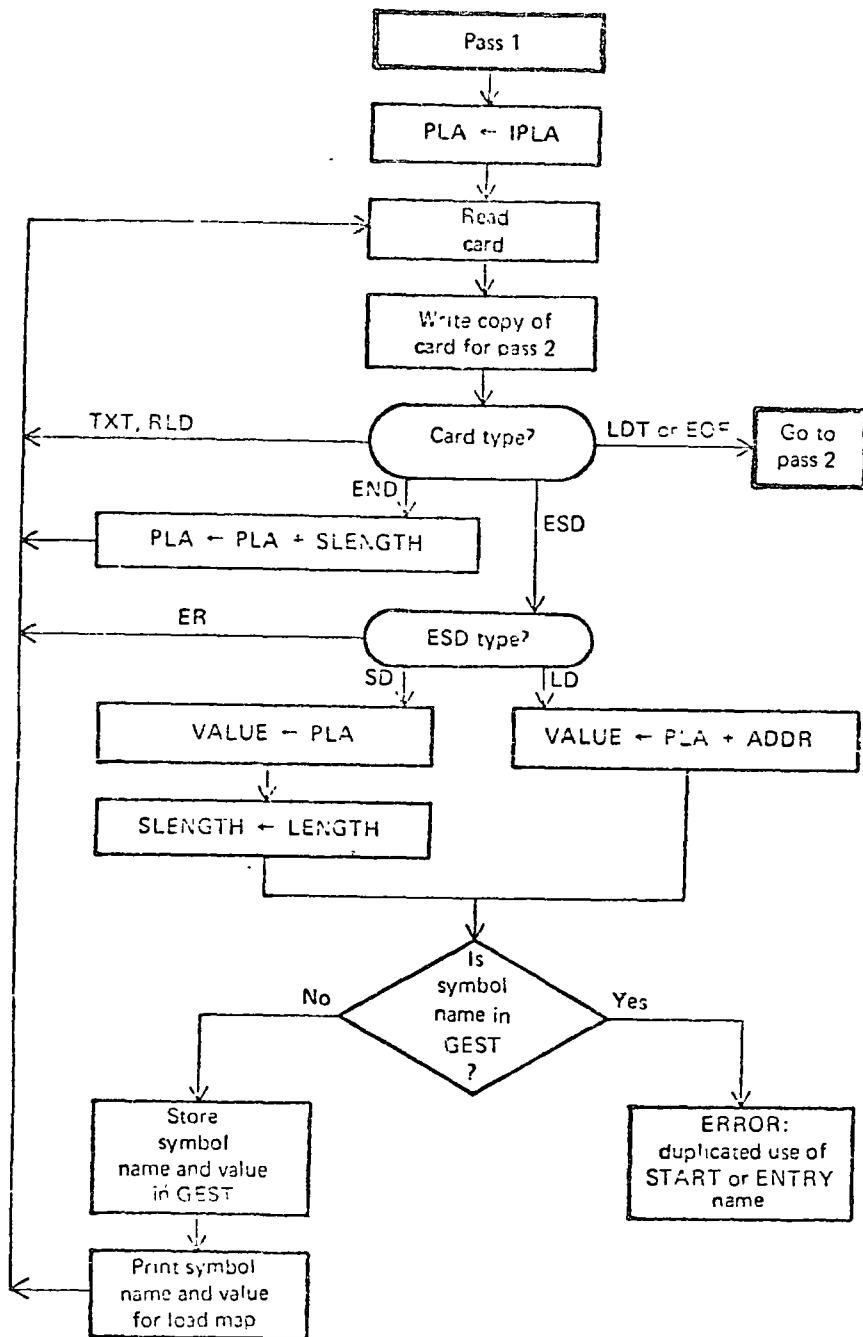 Pass 1
PLA ← IPLA
Read
card
Write copy of
card for pass 2
TXT, RLD
Card type?
LDT or EOF
Go to
pass 2
END
ESD
PLA ← PLA + SLENGTH
ER
ESD type?
SD
LD
VALUE ← PLA
VALUE ← PLA + ADDR
SLENGTH ← LENGTH
Is
symbol
name in
GEST
?
No
Yes
Store
symbol
name and value
in GEST
ERROR:
duplicated use of
START or ENTRY
name
Print symbol
name and value
for load map